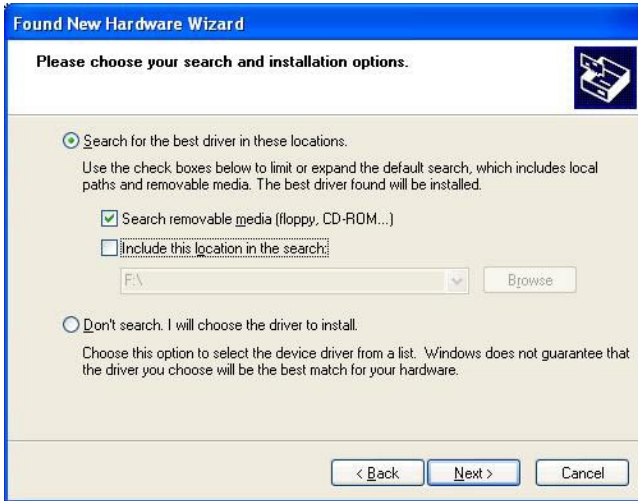 Found New Hardware Wizard
Please choose your search and installation options.
Search for the best driver in these locations.
Use the check boxes below to limit or expand the default search, which includes local
paths and removable media. The best driver found will be installed.
Search removable media (floppy, CD-ROM...)
Include this location in the search:
F:\
Browse
Don't search. I will choose the driver to install.
Choose this option to select the device driver from a list.  Windows does not guarantee that
the driver you choose will be the best match for your hardware.
< Back
Next >
Cancel